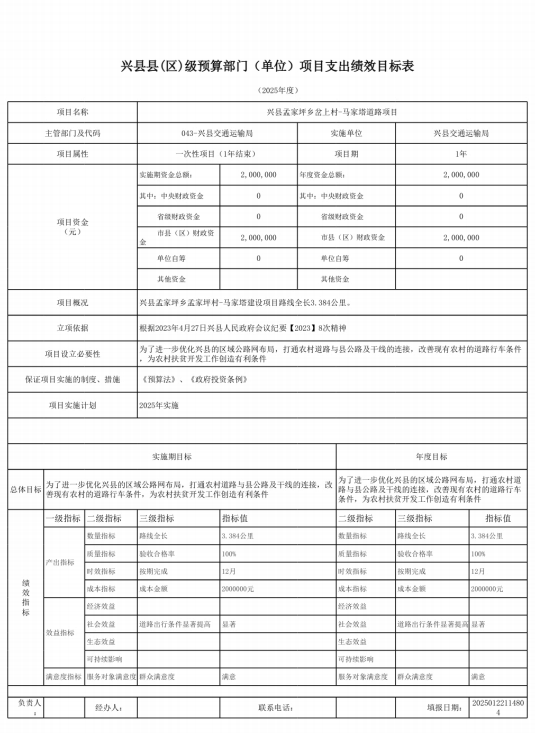 兴县县(区)级预算部门（单位）项目支出绩效目标表
（2025年度）
项目名称 兴县孟家坪乡岔上村-马家塔道路项目
主管部门及代码 043-兴县交通运输局 实施单位 兴县交通运输局
项目属性 一次性项目（1年结束） 项目期 1年
项目资金
（元）
实施期资金总额: 2,000,000 年度资金总额: 2,000,000
其中: 中央财政资金 0 其中: 中央财政资金 0
省级财政资金 0 省级财政资金 0
市县（区）财政资
金 2,000,000 市县（区）财政资金 2,000,000
单位自筹 0 单位自筹 0
其他资金 其他资金
项目概况 兴县孟家坪乡孟家坪村-马家塔建设项目路线全长3.384公里。
立项依据 根据2023年4月27日兴县人民政府会议纪要【2023】8次精神
项目设立必要性 为了进一步优化兴县的区域公路网布局，打通农村道路与县公路及干线的连接，改善现有农村的道路行车条件
，为农村扶贫开发工作创造有利条件
保证项目实施的制度、措施 《预算法》、《政府投资条例》
项目实施计划 2025年实施
实施期目标 年度目标
总体目标
为了进一步优化兴县的区域公路网布局，打通农村道路与县公路及干线的连接，改
善现有农村的道路行车条件，为农村扶贫开发工作创造有利条件
为了进一步优化兴县的区域公路网布局，打通农村道
路与县公路及干线的连接，改善现有农村的道路行车
条件，为农村扶贫开发工作创造有利条件
绩
效
指
标
一级指标 二级指标 三级指标 指标值 二级指标 三级指标 指标值
产出指标
数量指标 路线全长 3.384公里 数量指标 路线全长 3.384公里
质量指标 验收合格率 100% 质量指标 验收合格率 100%
时效指标 按期完成 12月 时效指标 按期完成 12月
成本指标 成本金额 2000000元 成本指标 成本金额 2000000元
效益指标
经济效益 经济效益
社会效益 道路出行条件显著提高 显著 社会效益 道路出行条件显著提高 显著
生态效益 生态效益
可持续影响 可持续影响
满意度指标 服务对象满意度 群众满意度 满意 服务对象满意度 群众满意度 满意
负责人
： 经办人: 联系电话: 填报日期: 2025012211480
4